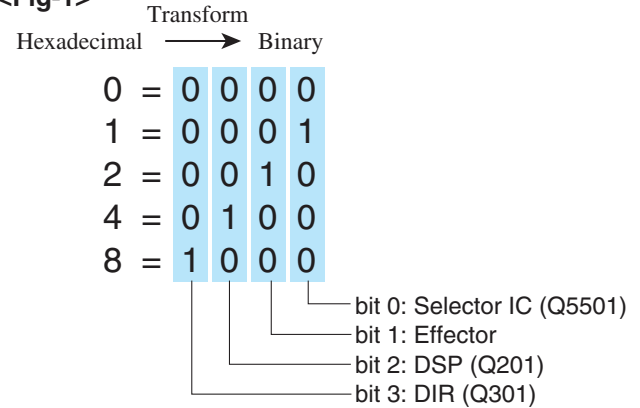 <Fig-1>
Transform
Hexadecimal Binary
0 = 0 0 0 0
1 = 0 0 0 1
2 = 0 0 1 0
4 = 0 1 0 0
8 = 1 0 0 0
bit 0: Selector IC (Q5501)
bit 1: Effector
bit 2: DSP (Q201)
bit 3: DIR (Q301)